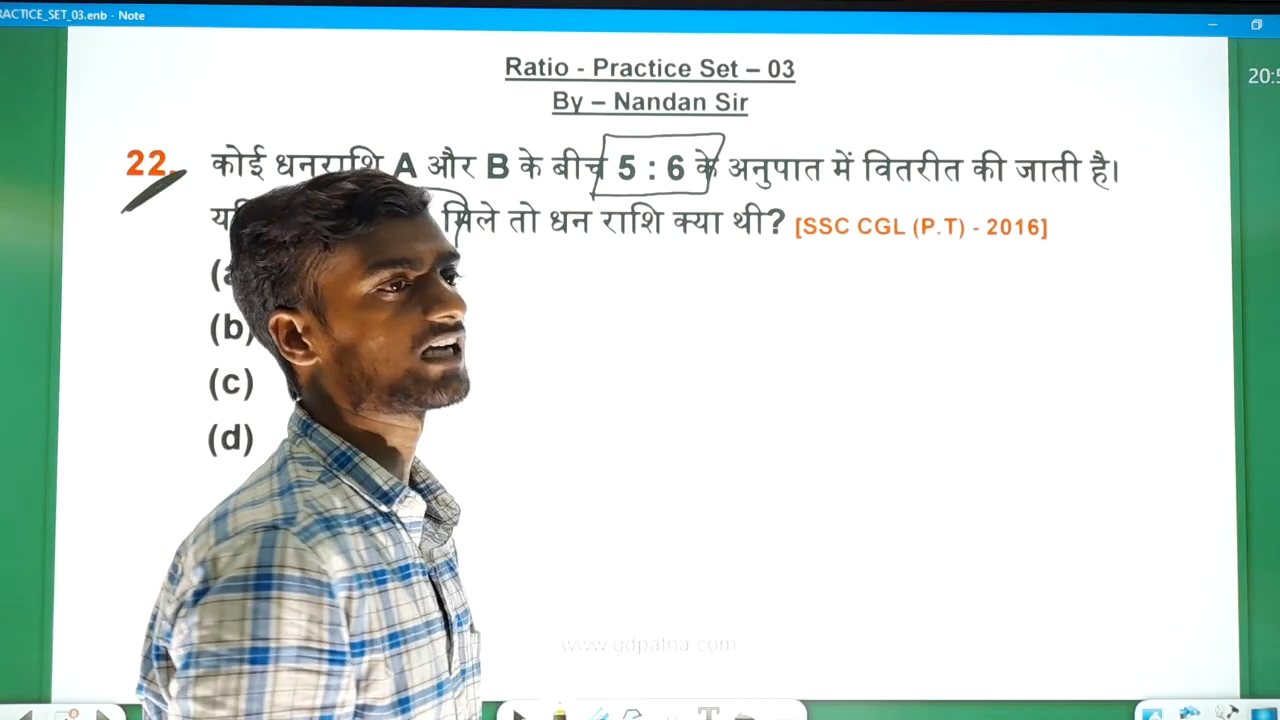 RACTICE_SET_03.enb - Note
20:5
Ratio - Practice Set – 03
By – Nandan Sir
22. कोई धनराशि A और B के बीच 5 : 6 के अनुपात में वितरीत की जाती है।
मिले तो धन राशि क्या थी? [SSC CGL (P.T) - 2016]
(b)
(c)
(d)
www.gdpatna.com